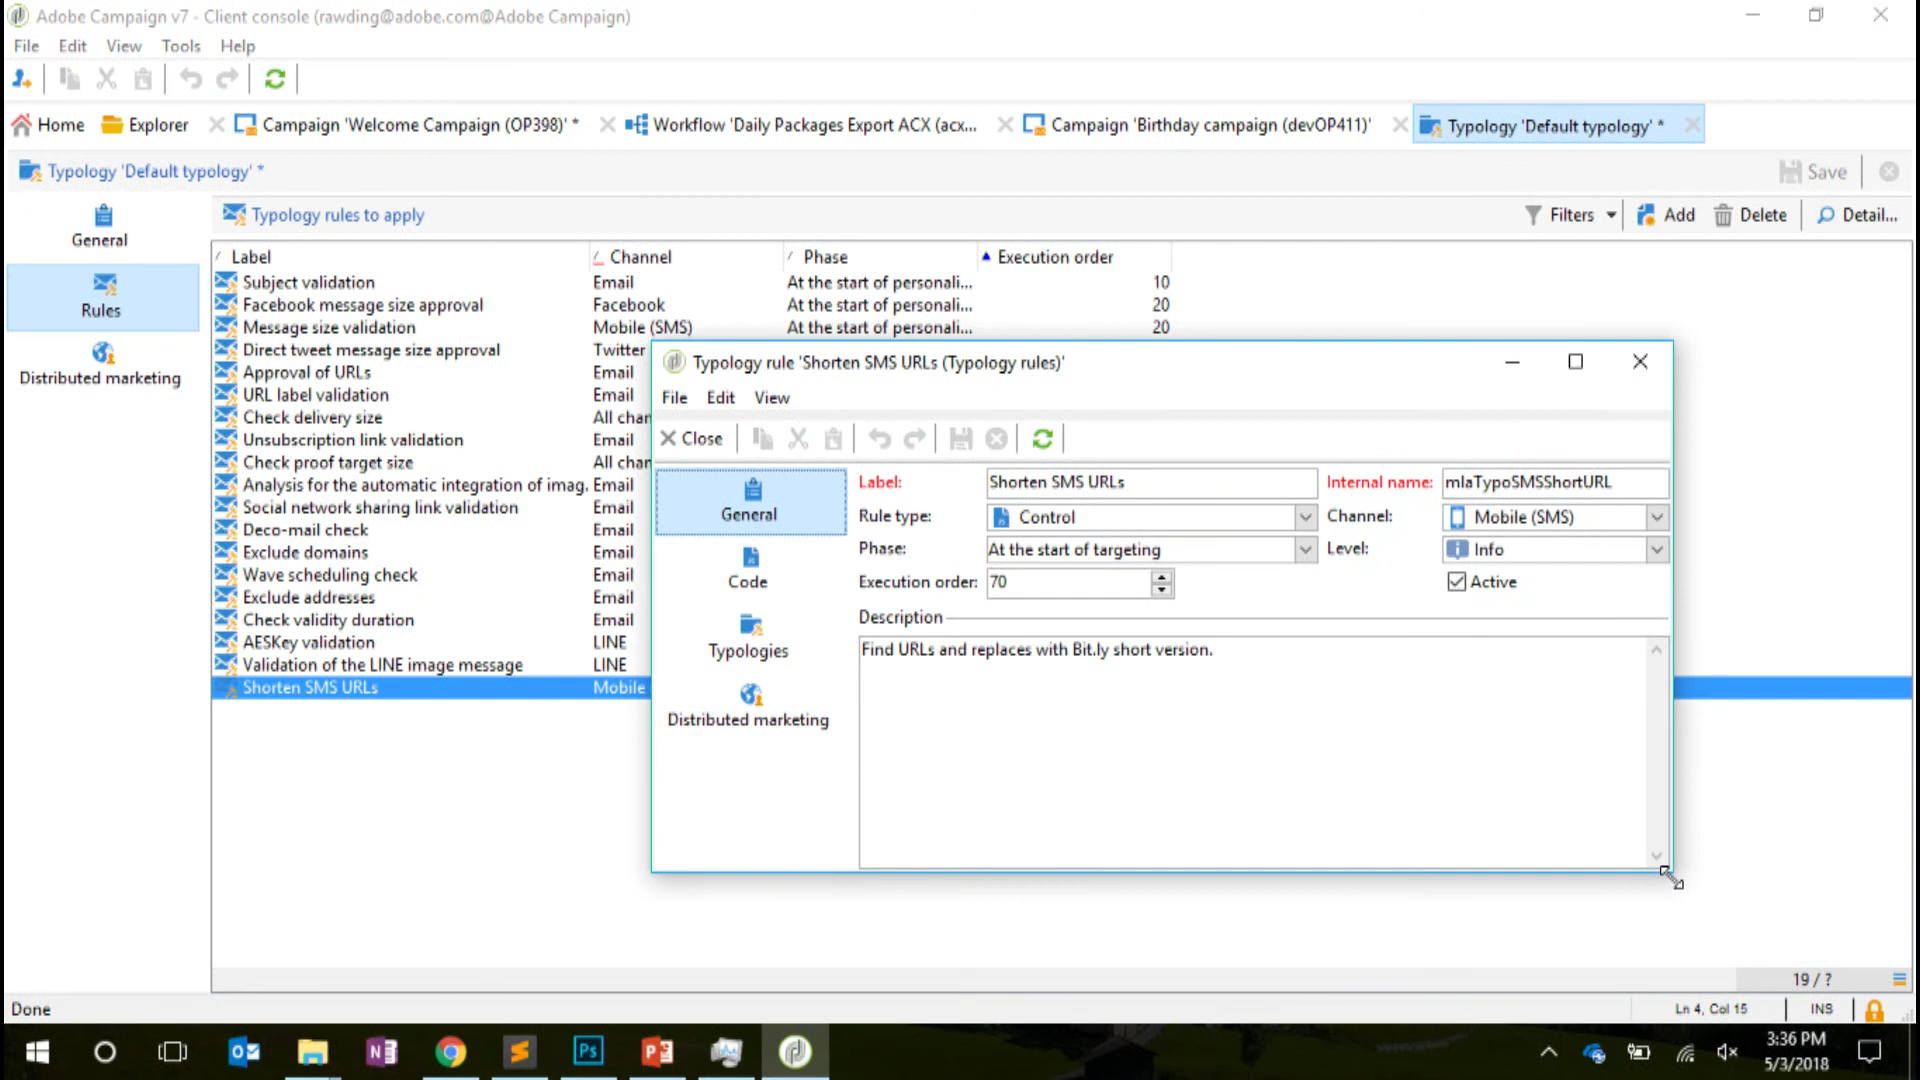 Adobe Campaign v7 - Client console (rawding@adobe.com@Adobe Campaign)
File Edit View Tools Help
Home Explorer Campaign 'Welcome Campaign (OP398)' * Workflow 'Daily Packages Export ACX (acx... Campaign 'Birthday campaign (devOP411)' Typology 'Default typology' *
Typology 'Default typology' * Save
General
Rules
Distributed marketing
Typology rules to apply Filters Add Delete Detail...
Label Channel Phase Execution order
Subject validation Email At the start of personali... 10
Facebook message size approval Facebook At the start of personali... 20
Message size validation Mobile (SMS) At the start of personali... 20
Direct tweet message size approval Twitter
Approval of URLs Email
URL label validation Email
Check delivery size All chan
Unsubscription link validation Email
Check proof target size All chan
Analysis for the automatic integration of imag. Email
Social network sharing link validation Email
Deco-mail check Email
Exclude domains Email
Wave scheduling check Email
Exclude addresses Email
Check validity duration Email
AESKey validation LINE
Validation of the LINE image message LINE
Shorten SMS URLs Mobile
Typology rule 'Shorten SMS URLs (Typology rules)'
File Edit View
Close
General
Code
Typologies
Distributed marketing
Label: Shorten SMS URLs Internal name: mlaTypoSMSShortURL
Rule type: Control Channel: Mobile (SMS)
Phase: At the start of targeting Level: Info
Execution order: 70 Active
Description
Find URLs and replaces with Bit.ly short version.
19 / ?
Done Ln 4, Col 15 INS
3:36 PM
5/3/2018